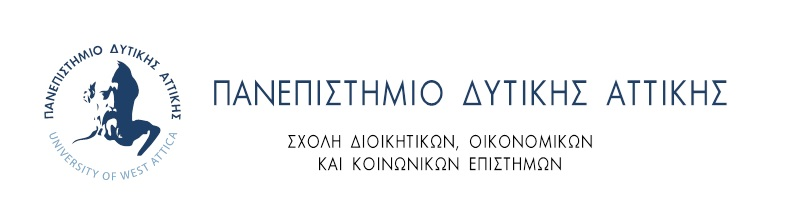 ΠΑΝΕΠΙΣΤΗΜΙΟ ΔΥΤΙΚΗΣ ΑΤΤΙΚΗΣ
UNIVERSITY OF WEST ATTICA
ΠΑΝΕΠΙΣΤΗΜΙΟ ΔΥΤΙΚΗΣ ΑΤΤΙΚΗΣ
ΣΧΟΛΗ ΔΙΟΙΚΗΤΙΚΩΝ, ΟΙΚΟΝΟΜΙΚΩΝ
ΚΑΙ ΚΟΙΝΩΝΙΚΩΝ ΕΠΙΣΤΗΜΩΝ